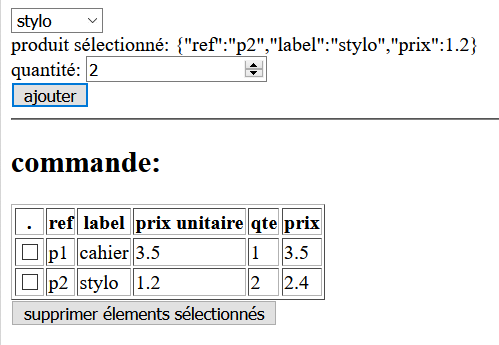 stylo
produit sélectionné: {"ref":"p2","label":"stylo","prix":1.2}
quantité: 2
ajouter
commande:
. ref label prix unitaire qte prix
p1 cahier 3.5 1 3.5
p2 stylo 1.2 2 2.4
supprimer élements sélectionnés